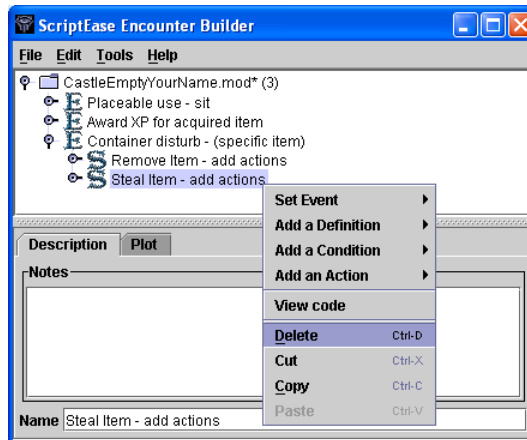 ScriptEase Encounter Builder
File Edit Tools Help
CastleEmptyYourName.mod* (3)
E Placeable use - sit
E Award XP for acquired item
E Container disturb - (specific item)
S Remove Item - add actions
S Steal Item - add actions
Set Event
Add a Definition
Add a Condition
Add an Action
View code
Delete Ctrl-D
Cut Ctrl-X
Copy Ctrl-C
Paste Ctrl-V
Description Plot
Notes
Name Steal Item - add actions